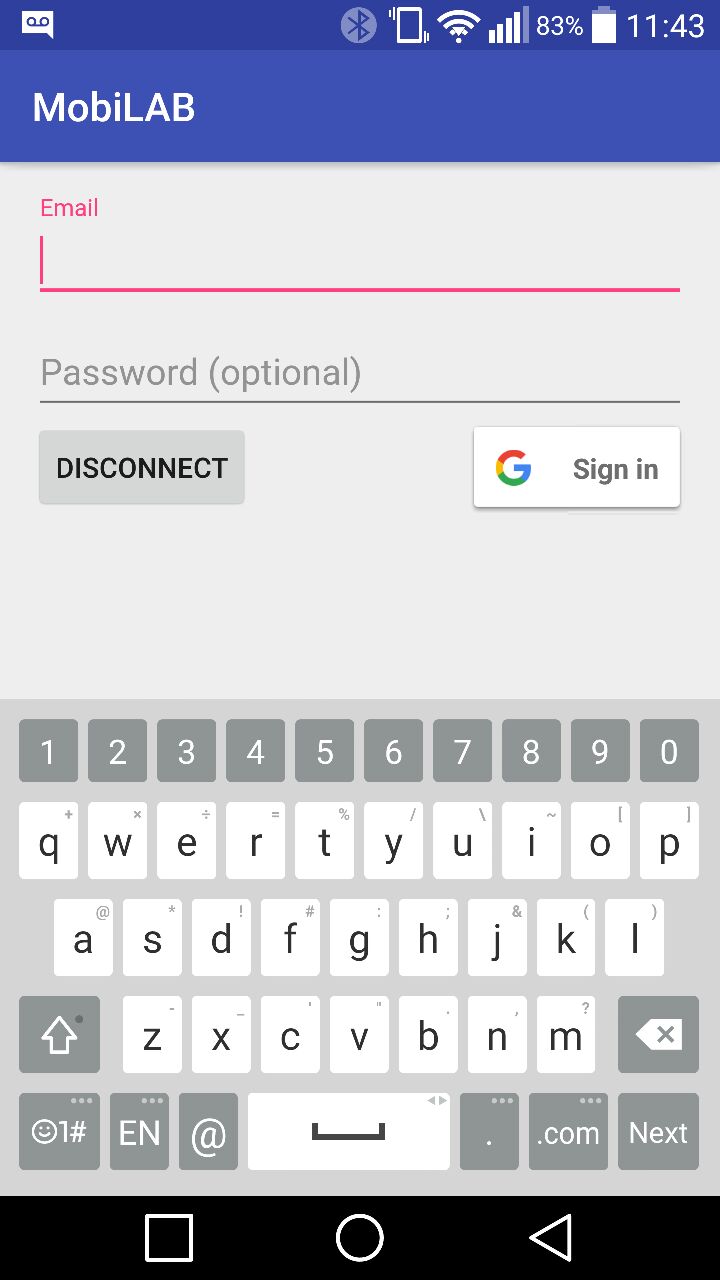 83% 11:43
MobiLAB
Email
Password (optional)
DISCONNECT
Sign in
1 2 3 4 5 6 7 8 9 0
+ × ÷ = % / \ ~ [ ]
q w e r t y u i o p
@ * ! # : ; & ( )
a s d f g h j k l
- _ ' " . , ?
z x c v b n m
1# EN @ . .com Next